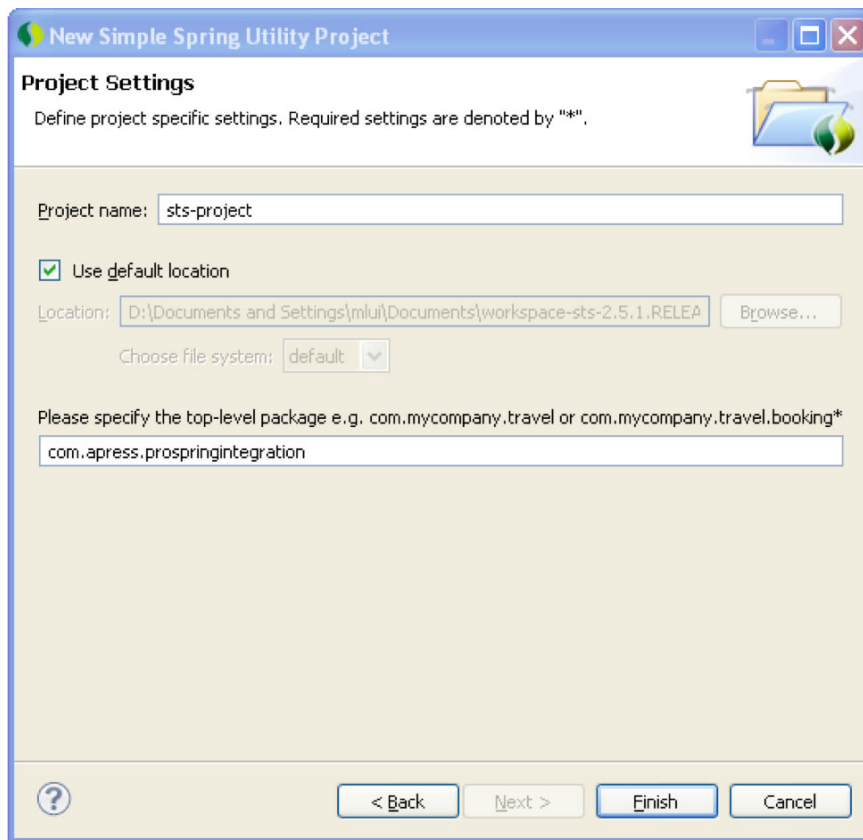 New Simple Spring Utility Project
Project Settings
Define project specific settings. Required settings are denoted by "*".
Project name: sts-project
Use default location
Location: D:\Documents and Settings\mlui\Documents\workspace-sts-2.5.1.RELEA Browse...
Choose file system: default
Please specify the top-level package e.g. com.mycompany.travel or com.mycompany.travel.booking*
com.apress.prospringintegration
? < Back Next > Finish Cancel